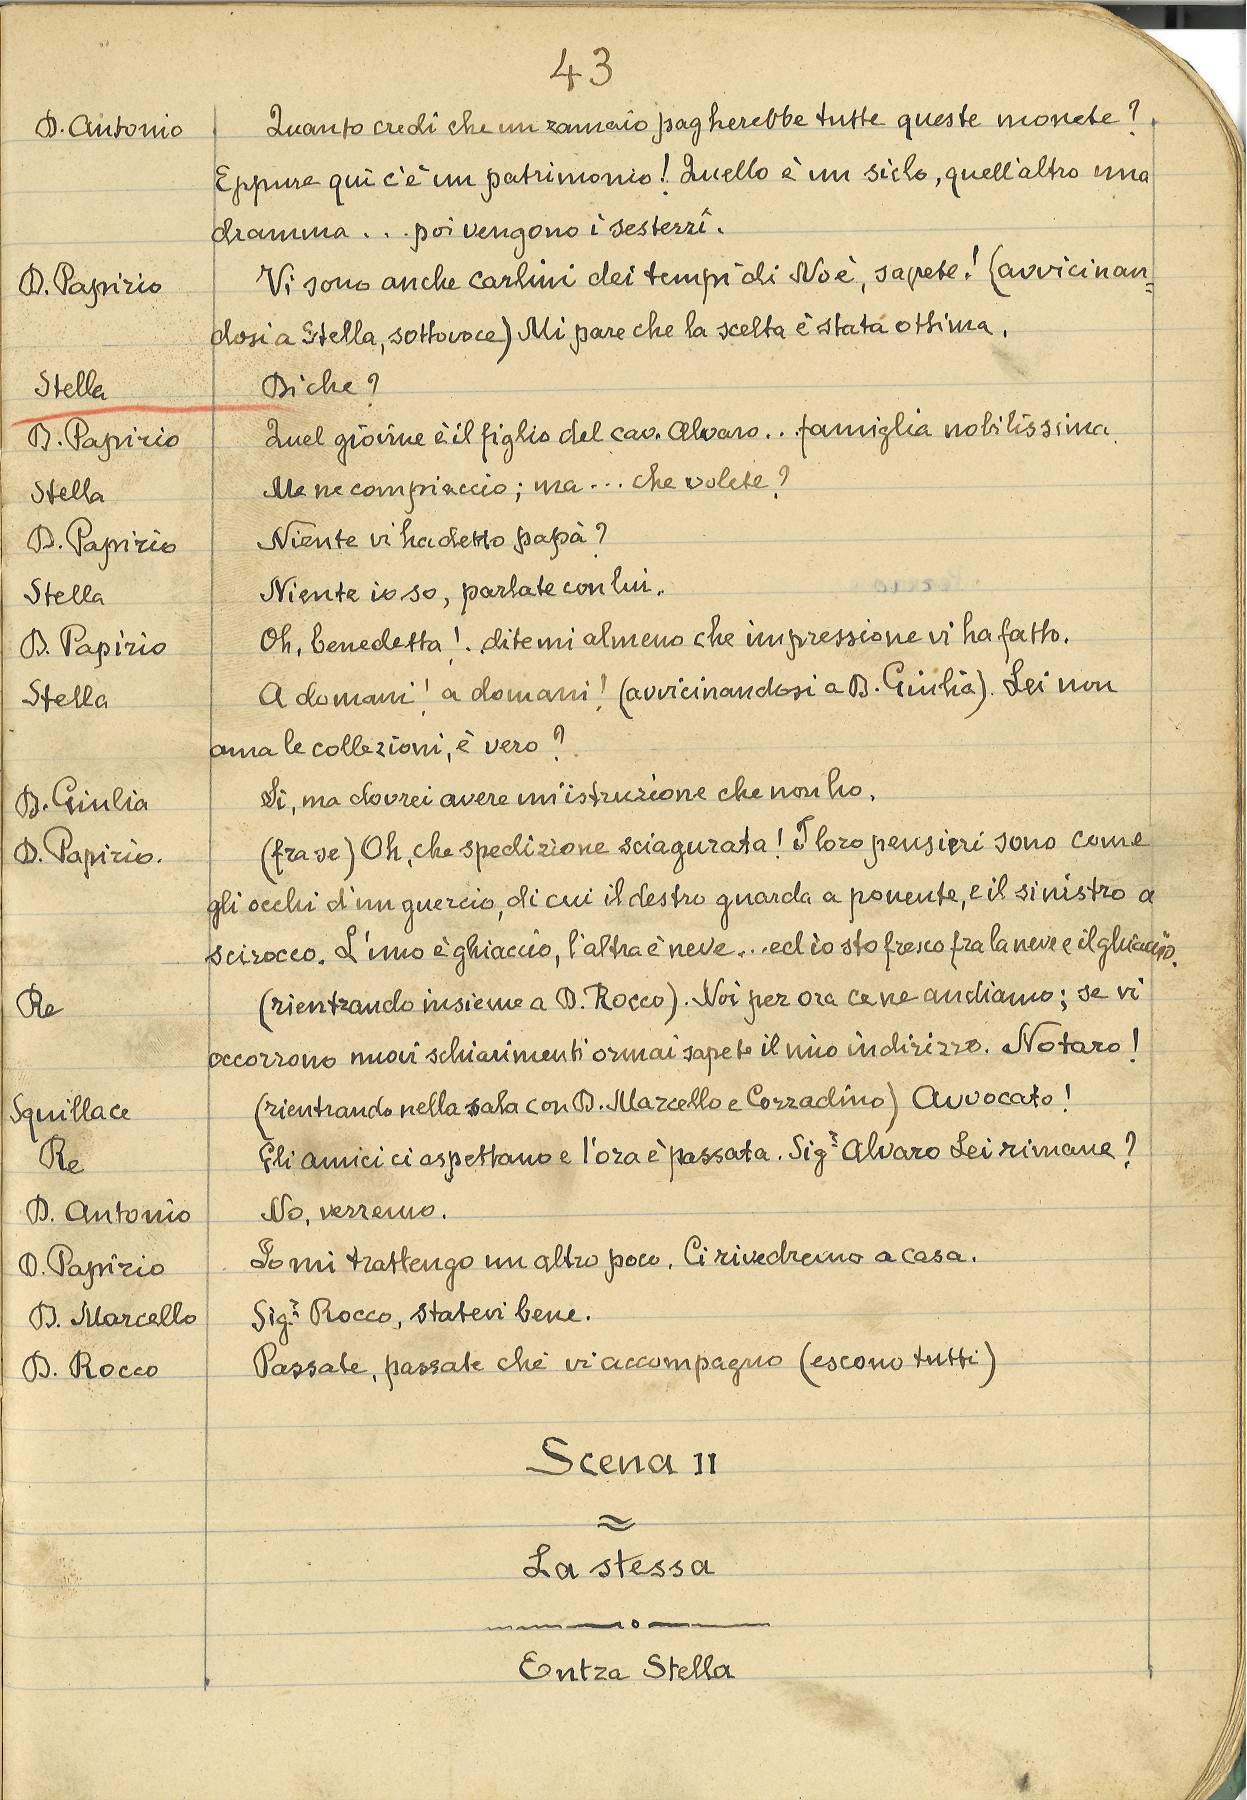 43
D. Antonio Quanto credi che un ramaio pagherebbe tutte queste monete?
Eppure qui c'è un patrimonio! Quello è un siclo, quell'altro una
dramma . . . poi vengono i sesterzî.
D. Papirio Vi sono anche carlini dei tempi di Noè, sapete! (avvicinan=
dosi a Stella, sottovoce) Mi pare che la scelta è stata ottima.
Stella Di che?
D. Papirio Quel giovine è il figlio del cav. Alvaro . . . famiglia nobilissima.
Stella Me ne compiaccio; ma . . . che volete?
D. Papirio Niente vi ha detto papà?
Stella Niente io so, parlate con lui.
D. Papirio Oh, benedetta!. ditemi almeno che impressione vi ha fatto.
Stella A domani! a domani! (avvicinandosi a D. Giulia). Lei non
ama le collezioni, è vero?
D. Giulia Si, ma dovrei avere un'istruzione che non ho.
D. Papirio. (fra se) Oh, che spedizione sciagurata! I loro pensieri sono come
gli occhi d'un guercio, di cui il destro guarda a ponente, e il sinistro a
scirocco. L'uno è ghiaccio, l'altra è neve . . . ed io sto fresco fra la neve e il ghiaccio.
Re (rientrando insieme a D. Rocco). Noi per ora ce ne andiamo; se vi
occorrono nuovi schiarimenti ormai sapete il mio indirizzo. Notaro!
Squillace (rientrando nella sala con D. Marcello e Corradino) Avvocato!
Re Gli amici ci aspettano e l'ora è passata. Sigʳ Alvaro Lei rimane?
D. Antonio No, verremo.
D. Papirio Io mi trattengo un altro poco. Ci rivedremo a casa.
D. Marcello Sigʳ Rocco, statevi bene.
D. Rocco Passate, passate chè vi accompagno (escono tutti)
Scena II
La stessa
Entra Stella